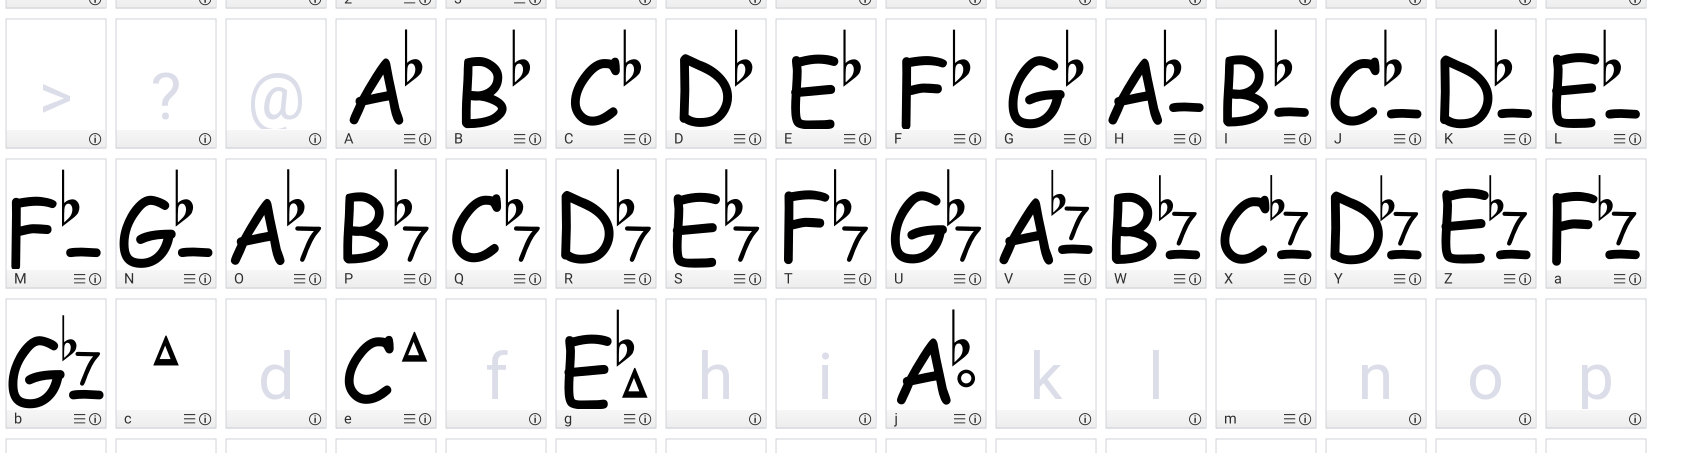 > ? @ A♭ B♭ C♭ D♭ E♭ F♭ G♭ A♭– B♭– C♭– D♭– E♭–
A B C D E F G H I J K L
F♭– G♭– A♭7 B♭7 C♭7 D♭7 E♭7 F♭7 G♭7 A♭7– B♭7– C♭7– D♭7– E♭7– F♭7–
M N O P Q R S T U V W X Y Z a
G♭7– Δ d CΔ f E♭Δ h i A♭o k l n o p
b c e g j m